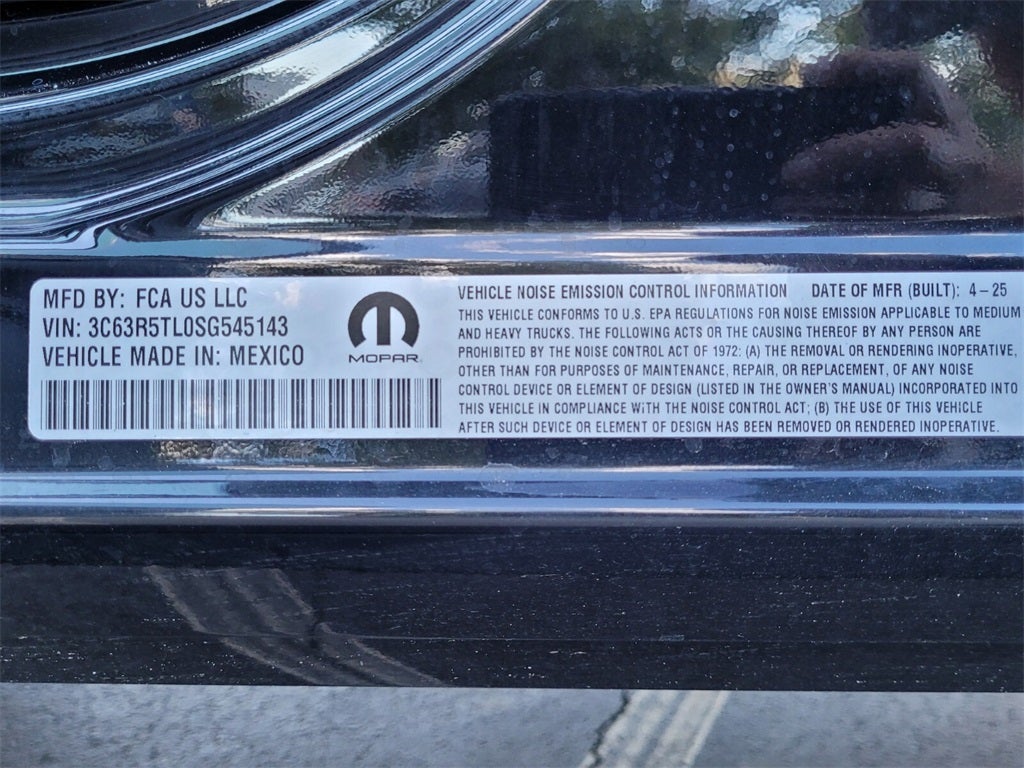 MFD BY: FCA US LLC
VIN: 3C63R5TL0SG545143
VEHICLE MADE IN: MEXICO
MOPAR
VEHICLE NOISE EMISSION CONTROL INFORMATION DATE OF MFR (BUILT): 4-25
THIS VEHICLE CONFORMS TO U.S. EPA REGULATIONS FOR NOISE EMISSION APPLICABLE TO MEDIUM
AND HEAVY TRUCKS. THE FOLLOWING ACTS OR THE CAUSING THEREOF BY ANY PERSON ARE
PROHIBITED BY THE NOISE CONTROL ACT OF 1972: (A) THE REMOVAL OR RENDERING INOPERATIVE,
OTHER THAN FOR PURPOSES OF MAINTENANCE, REPAIR, OR REPLACEMENT, OF ANY NOISE
CONTROL DEVICE OR ELEMENT OF DESIGN (LISTED IN THE OWNER'S MANUAL) INCORPORATED INTO
THIS VEHICLE IN COMPLIANCE WITH THE NOISE CONTROL ACT; (B) THE USE OF THIS VEHICLE
AFTER SUCH DEVICE OR ELEMENT OF DESIGN HAS BEEN REMOVED OR RENDERED INOPERATIVE.